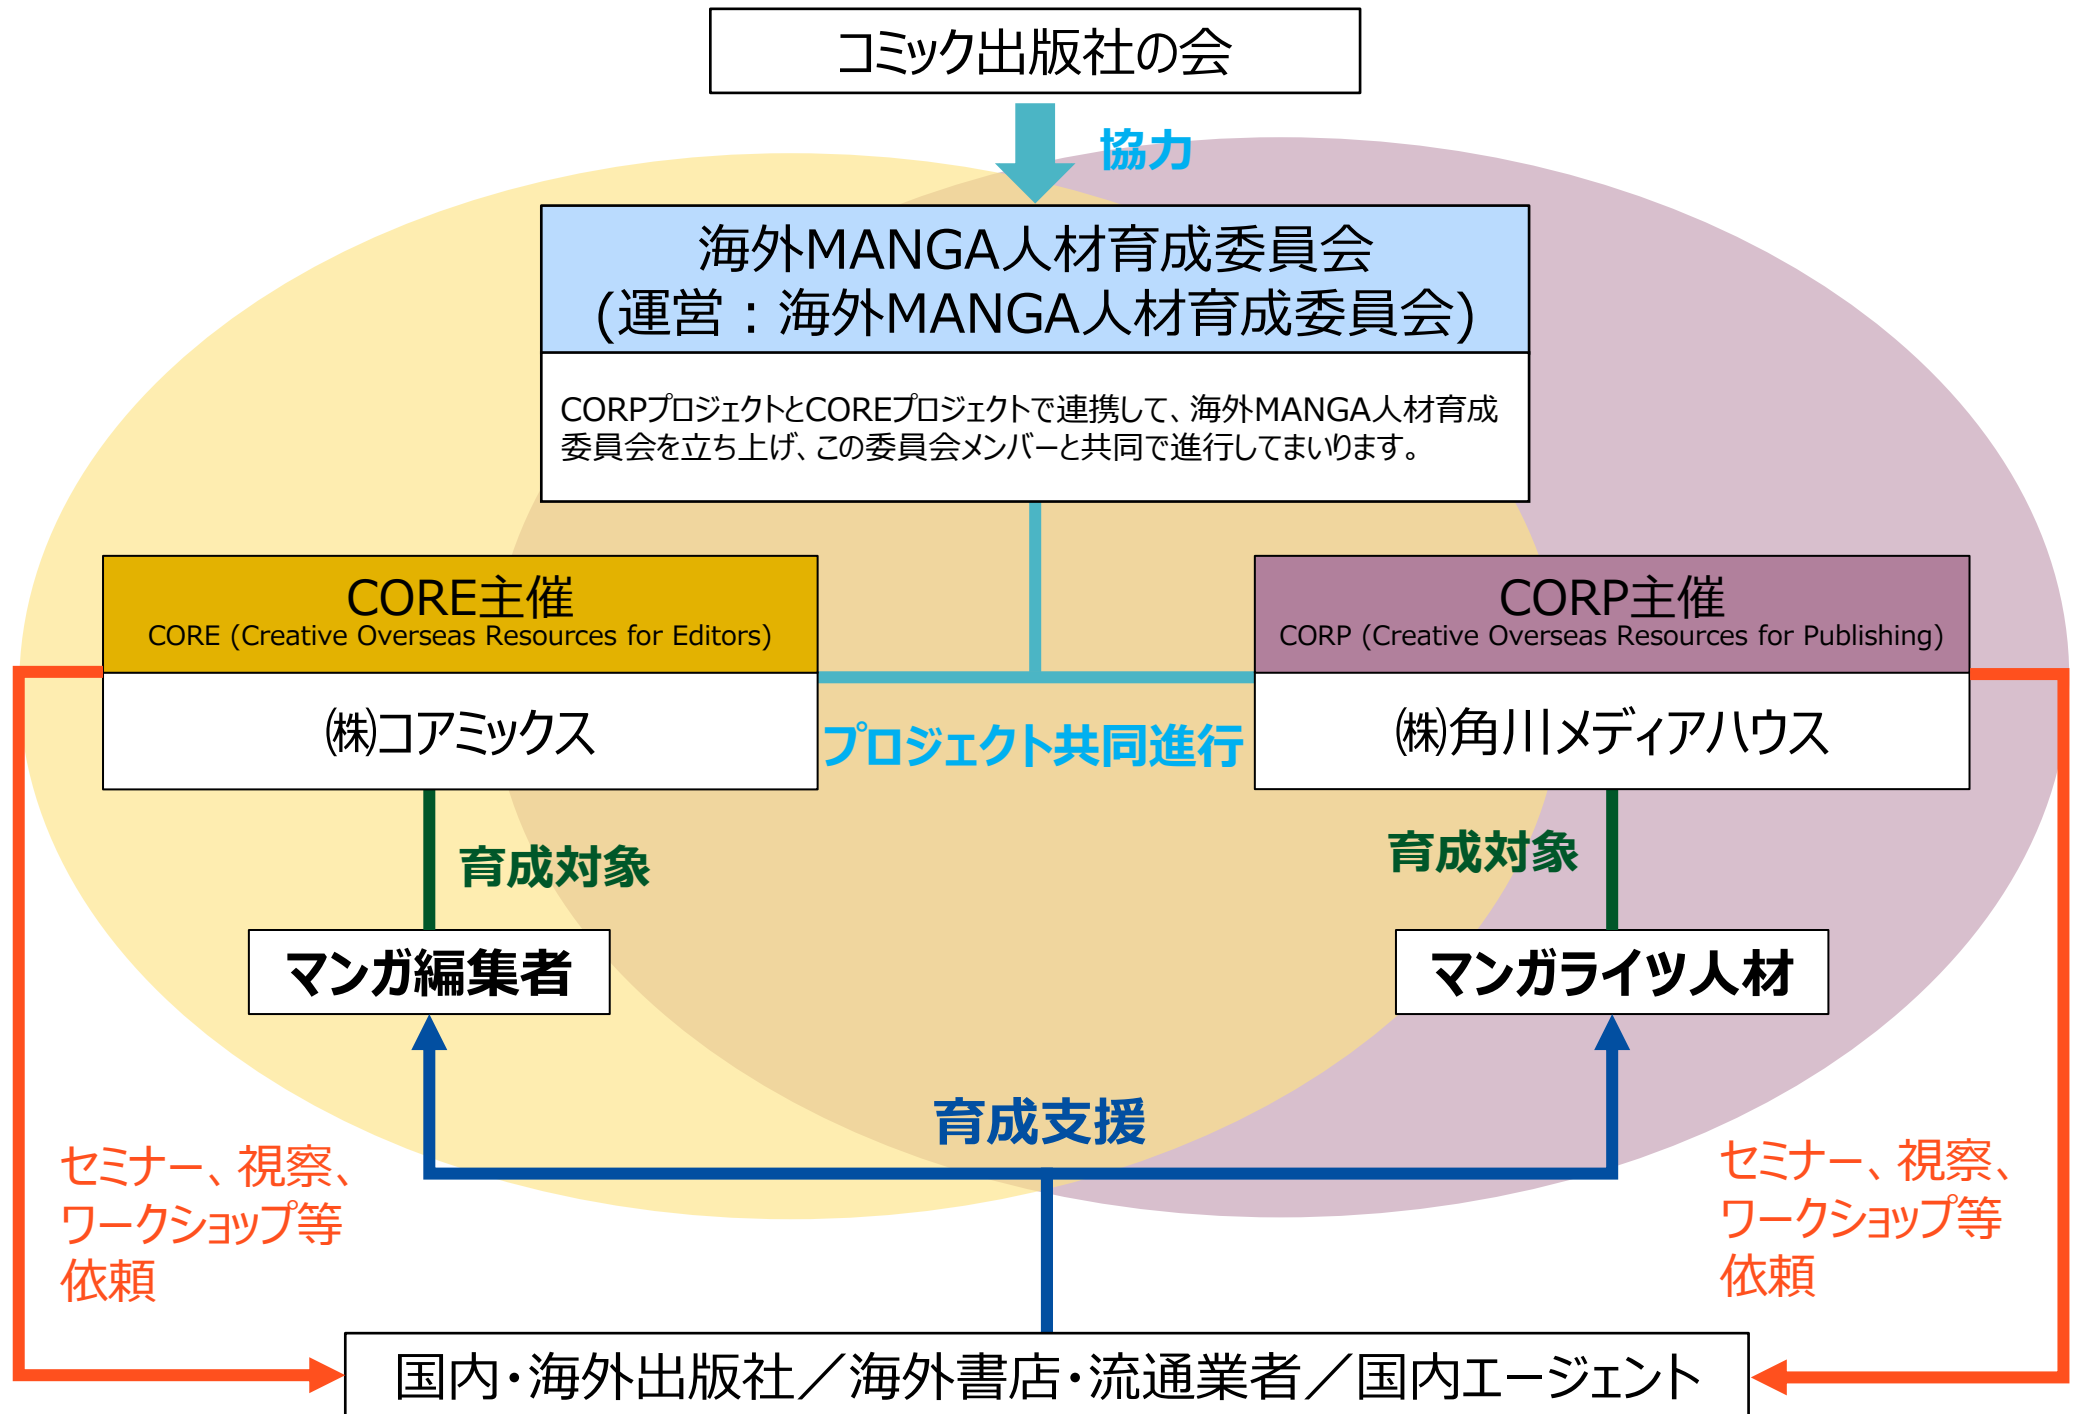 コミック出版社の会
協力
海外MANGA人材育成委員会
(運営：海外MANGA人材育成委員会)
CORPプロジェクトとCOREプロジェクトで連携して、海外MANGA人材育成
委員会を立ち上げ、この委員会メンバーと共同で進行してまいります。
CORE主催
CORE (Creative Overseas Resources for Editors)
㈱コアミックス
CORP主催
CORP (Creative Overseas Resources for Publishing)
㈱角川メディアハウス
プロジェクト共同進行
育成対象
育成対象
マンガ編集者
マンガライツ人材
育成支援
セミナー、視察、
ワークショップ等
依頼
セミナー、視察、
ワークショップ等
依頼
国内・海外出版社／海外書店・流通業者／国内エージェント